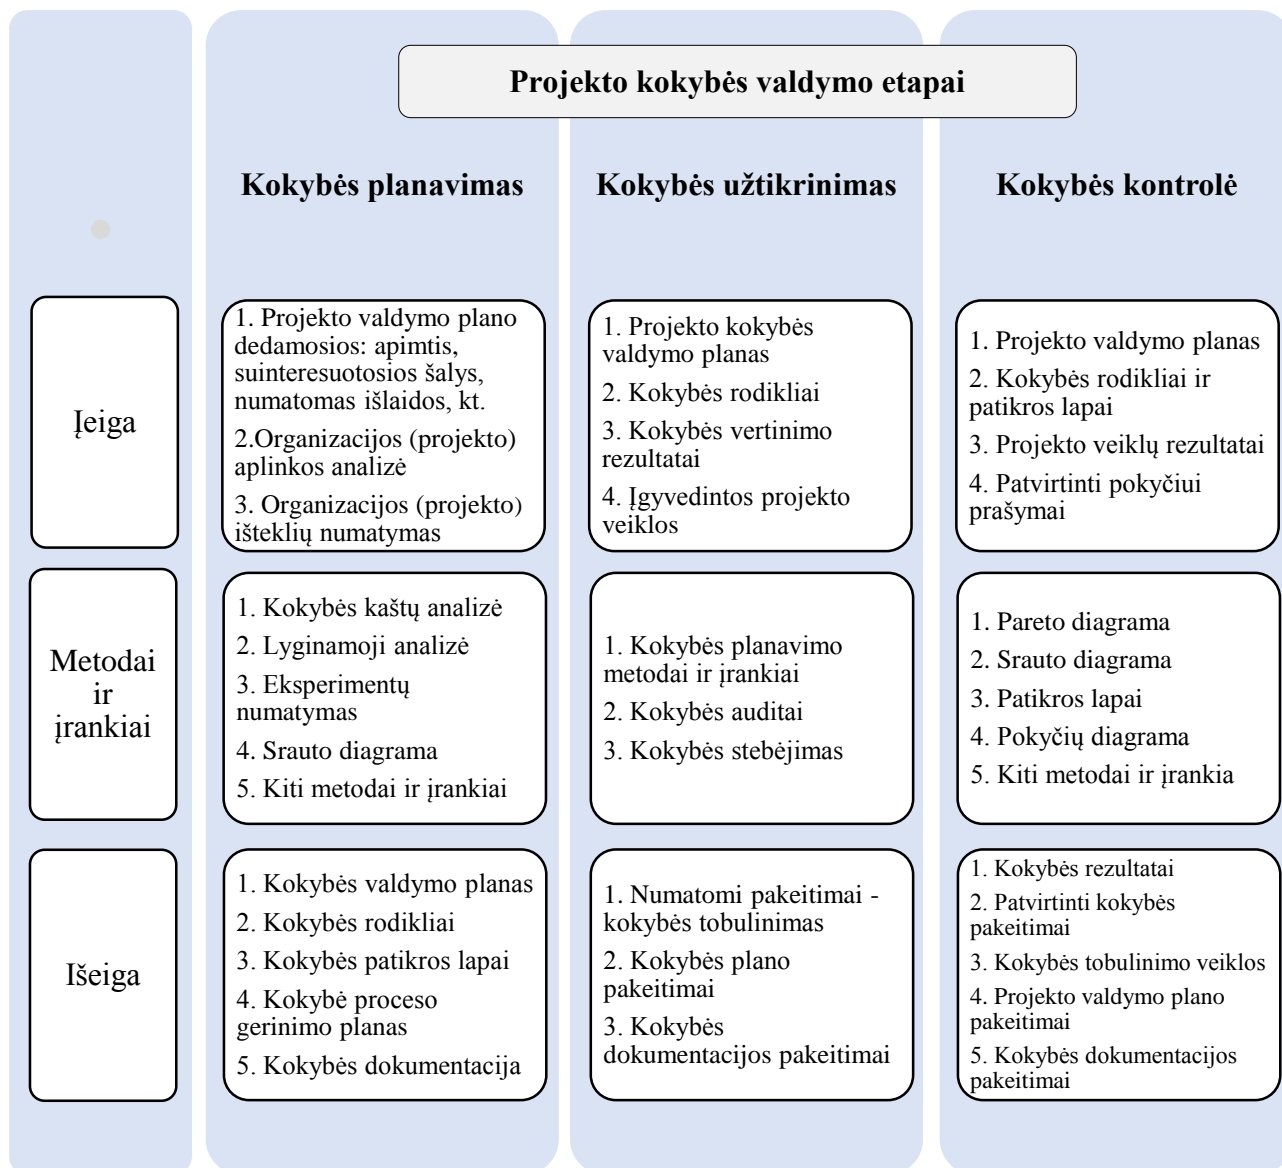 Projekto kokybės valdymo etapai
Kokybės planavimas
Kokybės užtikrinimas
Kokybės kontrolė
Įeiga
1. Projekto valdymo plano
dedamosios: apimtis,
suinteresuotosios šalys,
numatomas išlaidos, kt.
2.Organizacijos (projekto)
aplinkos analizė
3. Organizacijos (projekto)
išteklių numatymas
1. Projekto kokybės
valdymo planas
2. Kokybės rodikliai
3. Kokybės vertinimo
rezultatai
4. Įgyvedintos projekto
veiklos
1. Projekto valdymo planas
2. Kokybės rodikliai ir
patikros lapai
3. Projekto veiklų rezultatai
4. Patvirtinti pokyčiui
prašymai
Metodai
ir
įrankiai
1. Kokybės kaštų analizė
2. Lyginamoji analizė
3. Eksperimentų
numatymas
4. Srauto diagrama
5. Kiti metodai ir įrankiai
1. Kokybės planavimo
metodai ir įrankiai
2. Kokybės auditai
3. Kokybės stebėjimas
1. Pareto diagrama
2. Srauto diagrama
3. Patikros lapai
4. Pokyčių diagrama
5. Kiti metodai ir įrankia
Išeiga
1. Kokybės valdymo planas
2. Kokybės rodikliai
3. Kokybės patikros lapai
4. Kokybė proceso
gerinimo planas
5. Kokybės dokumentacija
1. Numatomi pakeitimai -
kokybės tobulinimas
2. Kokybės plano
pakeitimai
3. Kokybės
dokumentacijos pakeitimai
1. Kokybės rezultatai
2. Patvirtinti kokybės
pakeitimai
3. Kokybės tobulinimo veiklos
4. Projekto valdymo plano
pakeitimai
5. Kokybės dokumentacijos
pakeitimai